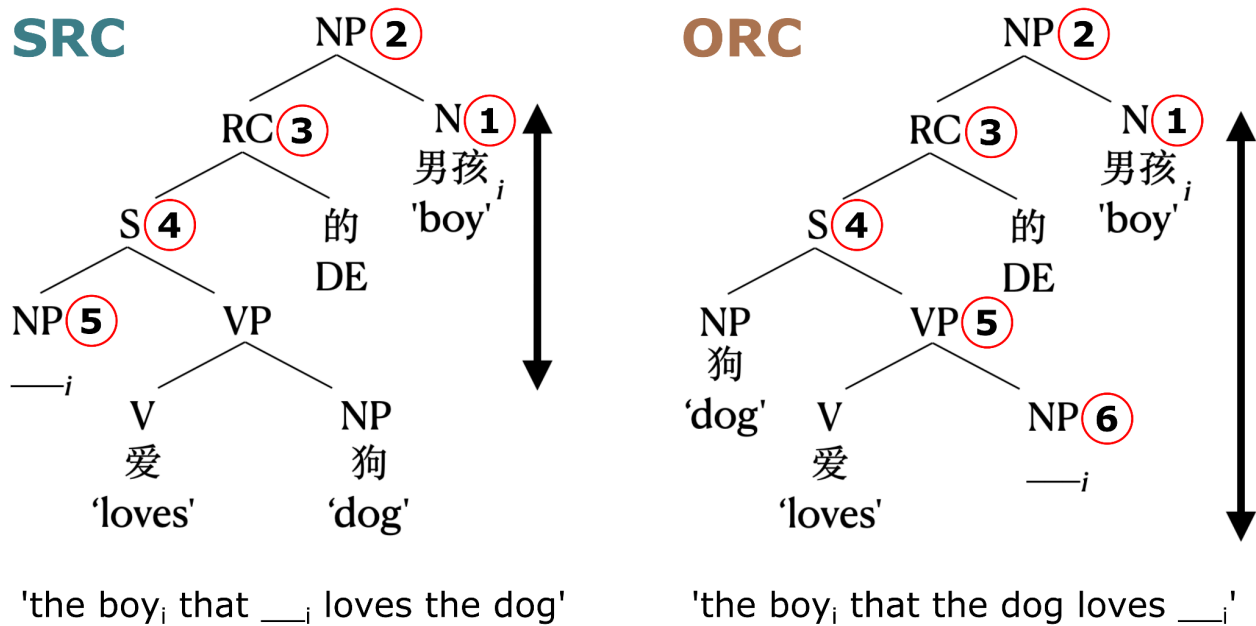 SRC
NP 2
RC 3
N 1
男孩 i
'boy'
S 4
的
DE
NP 5
VP
___i
V
NP
爱
狗
‘loves'
‘dog'
'the boyi that __i loves the dog'
ORC
NP 2
RC 3
N 1
男孩 i
'boy'
S 4
的
DE
NP
VP 5
狗
‘dog'
V
NP 6
爱
___i
‘loves'
'the boyi that the dog loves __i'